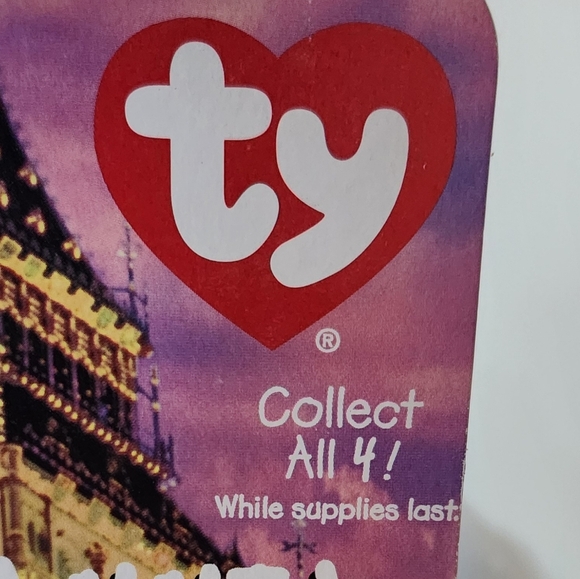 ty
®
Collect
All 4!
While supplies last.